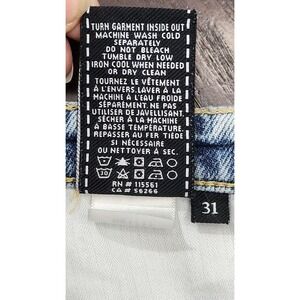 TURN GARMENT INSIDE OUT
MACHINE WASH COLD
SEPARATELY
DO NOT BLEACH
TUMBLE DRY LOW
IRON COOL WHEN NEEDED
OR DRY CLEAN
TOURNEZ LE VÊTEMENT
À L'ENVERS.LAVER À LA
MACHINE À L'EAU FROIDE
SÉPARÉMENT. NE PAS
UTILISER DE JAVELLISANT.
SÉCHER À LA MACHINE
À BASSE TEMPÉRATURE
REPASSER AU FER TIÈDE
SI NÉCESSAIRE
OU NETTOYER À SEC.
30
RN # 115561
CA # 56266
31